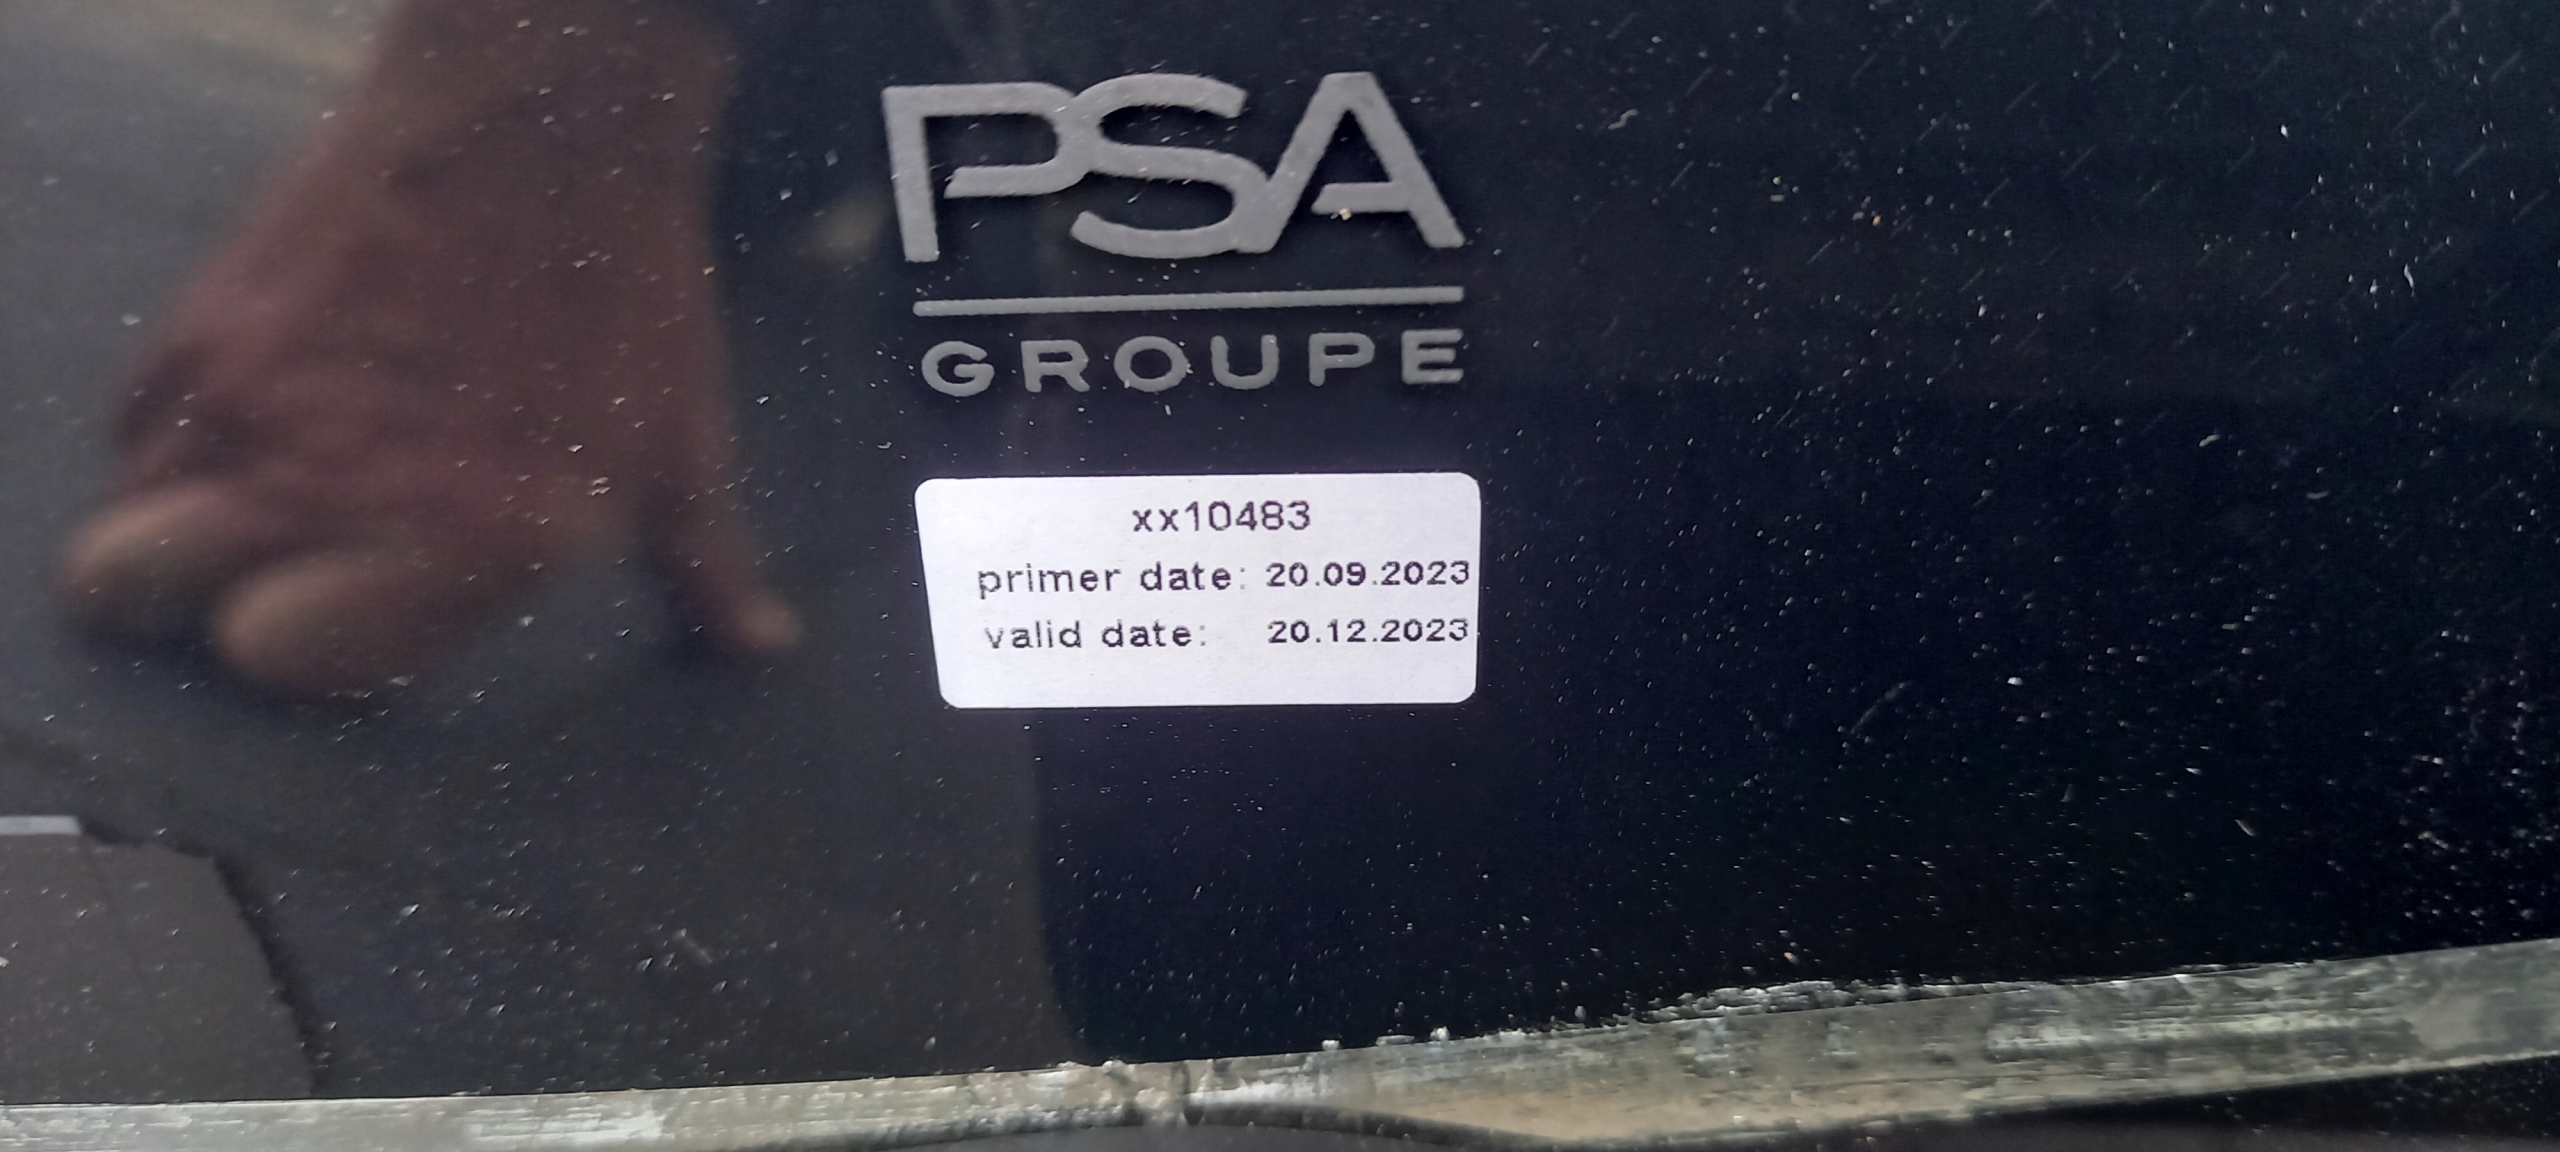 PSA
GROUPE
xx10483
primer date: 20.09.2023
valid date: 20.12.2023